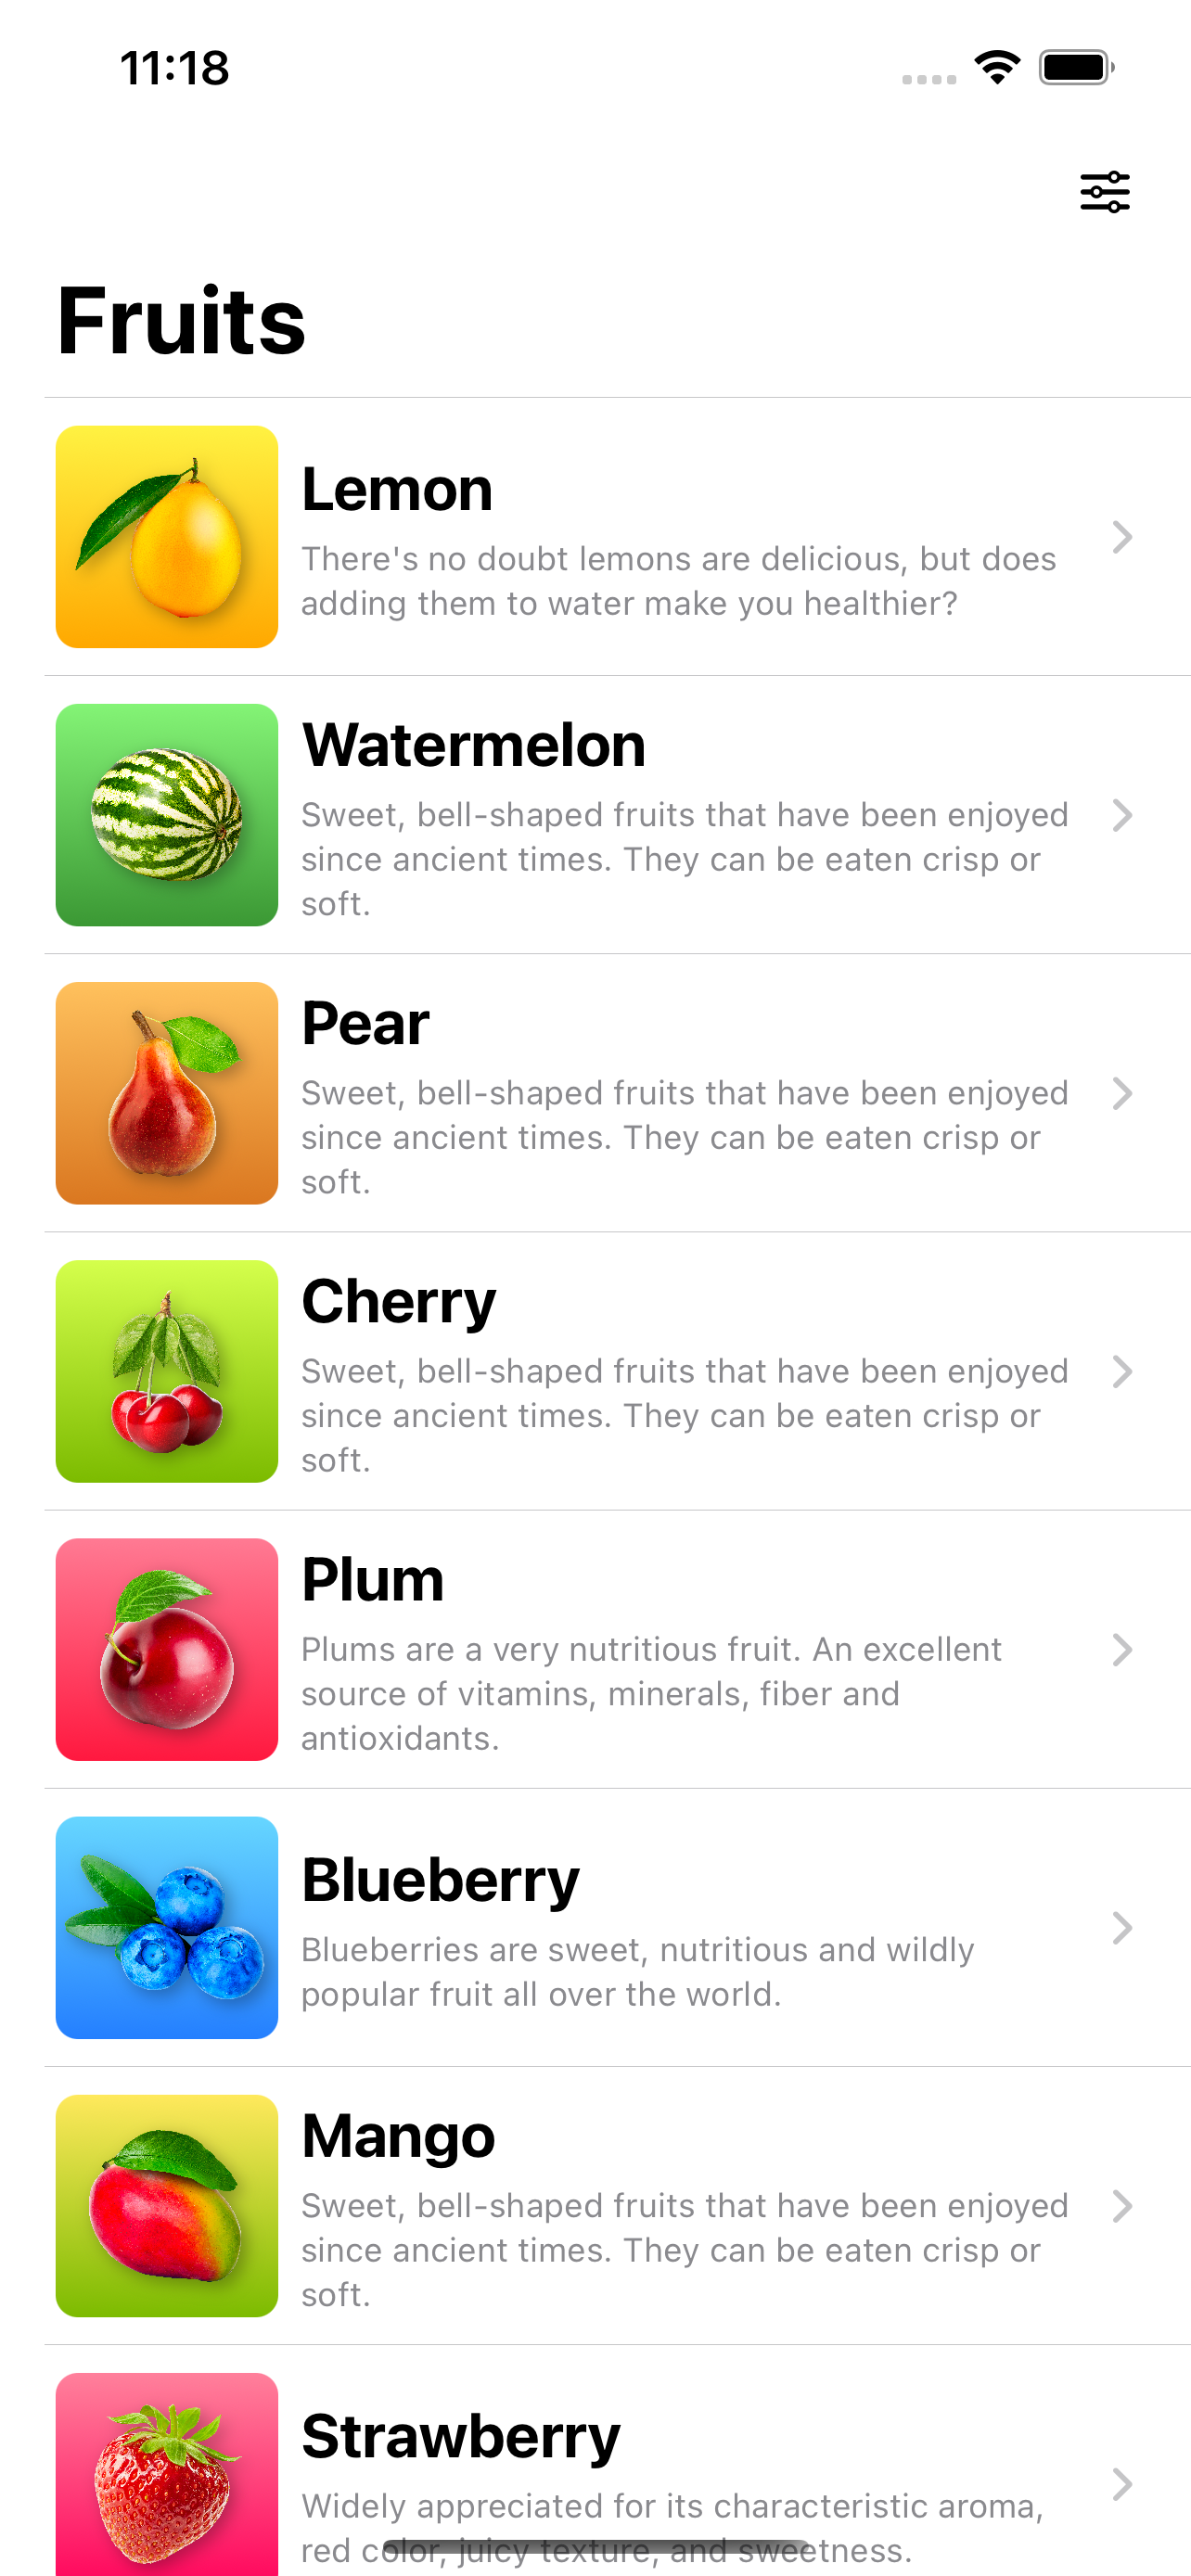 11:18
Fruits
Lemon
There's no doubt lemons are delicious, but does
adding them to water make you healthier?
Watermelon
Sweet, bell-shaped fruits that have been enjoyed
since ancient times. They can be eaten crisp or
soft.
Pear
Sweet, bell-shaped fruits that have been enjoyed
since ancient times. They can be eaten crisp or
soft.
Cherry
Sweet, bell-shaped fruits that have been enjoyed
since ancient times. They can be eaten crisp or
soft.
Plum
Plums are a very nutritious fruit. An excellent
source of vitamins, minerals, fiber and
antioxidants.
Blueberry
Blueberries are sweet, nutritious and wildly
popular fruit all over the world.
Mango
Sweet, bell-shaped fruits that have been enjoyed
since ancient times. They can be eaten crisp or
soft.
Strawberry
Widely appreciated for its characteristic aroma,
red color, juicy texture, and sweetness.